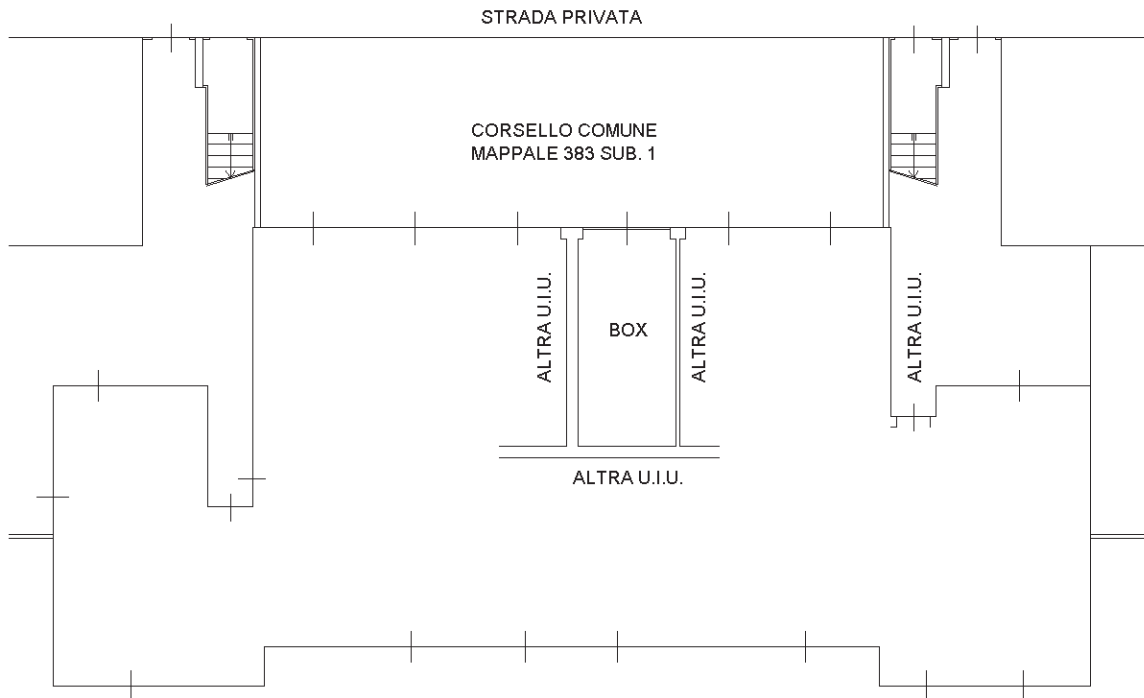 STRADA PRIVATA
CORSELLO COMUNE
MAPPALE 383 SUB. 1
ALTRA U.I.U.
BOX
ALTRA U.I.U.
ALTRA U.I.U.
ALTRA U.I.U.